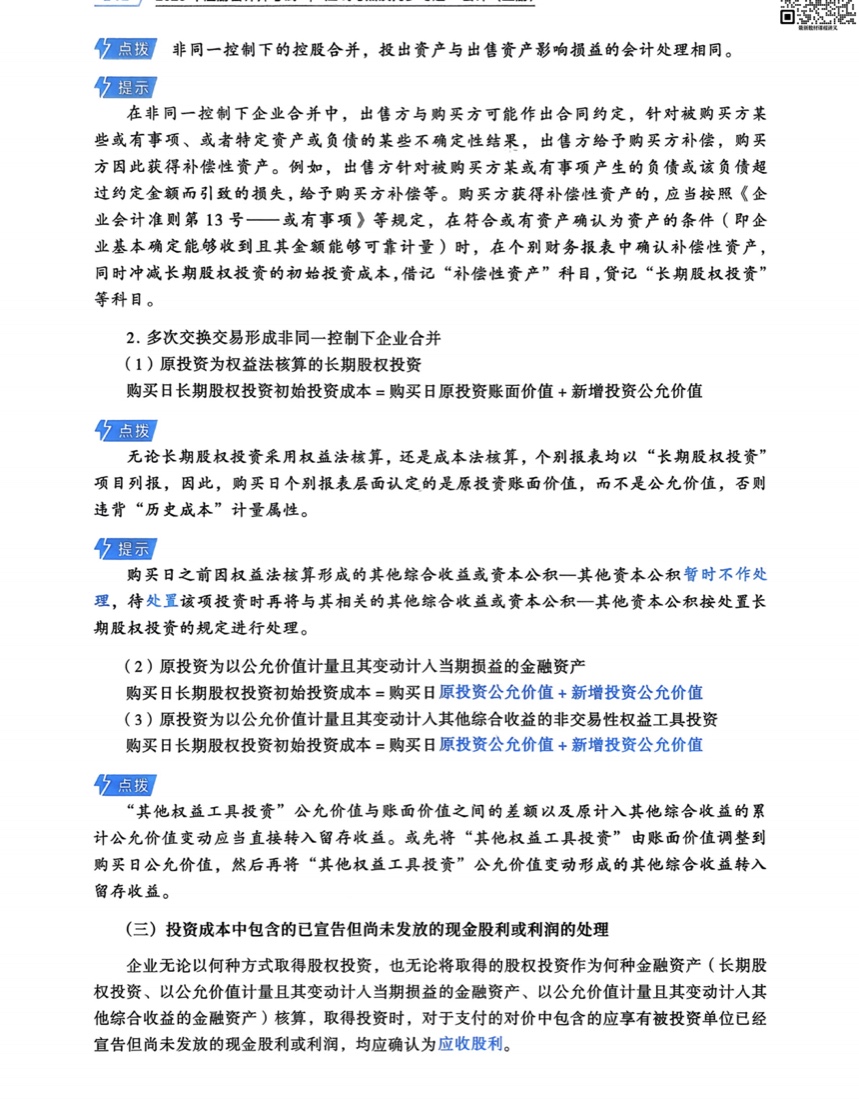 点拨 非同一控制下的控股合并，投出资产与出售资产影响损益的会计处理相同。
提示
在非同一控制下企业合并中，出售方与购买方可能作出合同约定，针对被购买方某
些或有事项、或者特定资产或负债的某些不确定性结果，出售方给予购买方补偿，购买
方因此获得补偿性资产。例如，出售方针对被购买方某或有事项产生的负债或该负债超
过约定金额而引致的损失，给予购买方补偿等。购买方获得补偿性资产的，应当按照《企
业会计准则第 13 号——或有事项》等规定，在符合或有资产确认为资产的条件（即企
业基本确定能够收到且其金额能够可靠计量）时，在个别财务报表中确认补偿性资产，
同时冲减长期股权投资的初始投资成本，借记“补偿性资产”科目，贷记“长期股权投资”
等科目。
2. 多次交换交易形成非同一控制下企业合并
（1）原投资为权益法核算的长期股权投资
购买日长期股权投资初始投资成本 = 购买日原投资账面价值 + 新增投资公允价值
点拨
无论长期股权投资采用权益法核算，还是成本法核算，个别报表均以“长期股权投资”
项目列报，因此，购买日个别报表层面认定的是原投资账面价值，而不是公允价值，否则
违背“历史成本”计量属性。
提示
购买日之前因权益法核算形成的其他综合收益或资本公积—其他资本公积暂时不作处
理，待处置该项投资时再将与其相关的其他综合收益或资本公积—其他资本公积按处置长
期股权投资的规定进行处理。
（2）原投资为以公允价值计量且其变动计入当期损益的金融资产
购买日长期股权投资初始投资成本 = 购买日原投资公允价值 + 新增投资公允价值
（3）原投资为以公允价值计量且其变动计入其他综合收益的非交易性权益工具投资
购买日长期股权投资初始投资成本 = 购买日原投资公允价值 + 新增投资公允价值
点拨
“其他权益工具投资”公允价值与账面价值之间的差额以及原计入其他综合收益的累
计公允价值变动应当直接转入留存收益。或先将“其他权益工具投资”由账面价值调整到
购买日公允价值，然后再将“其他权益工具投资”公允价值变动形成的其他综合收益转入
留存收益。
（三）投资成本中包含的已宣告但尚未发放的现金股利或利润的处理
企业无论以何种方式取得股权投资，也无论将取得的股权投资作为何种金融资产（长期股
权投资、以公允价值计量且其变动计入当期损益的金融资产、以公允价值计量且其变动计入其
他综合收益的金融资产）核算，取得投资时，对于支付的对价中包含的应享有被投资单位已经
宣告但尚未发放的现金股利或利润，均应确认为应收股利。